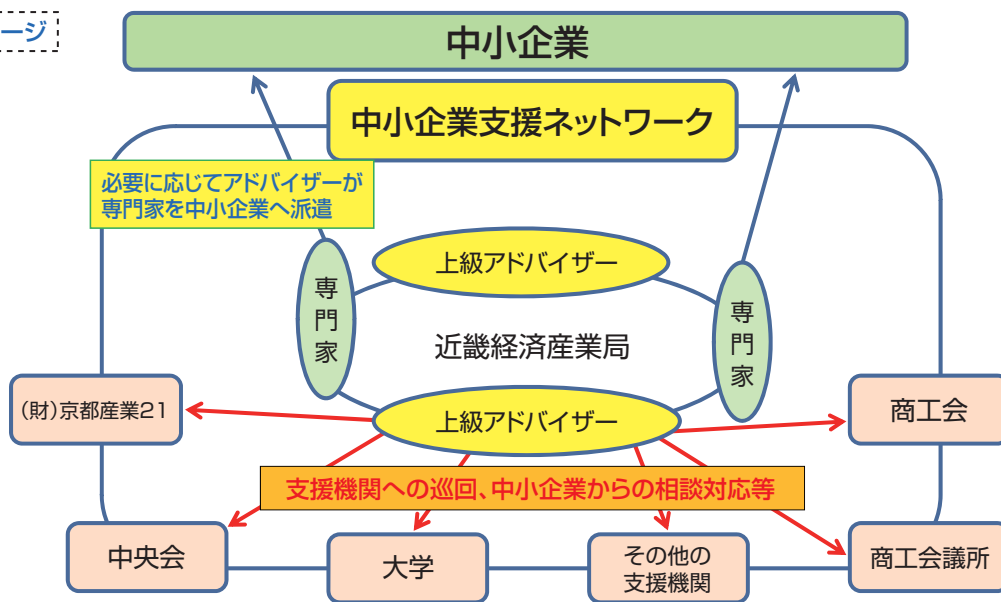 ージ
中小企業
中小企業支援ネットワーク
必要に応じてアドバイザーが
専門家を中小企業へ派遣
上級アドバイザー
専門家
専門家
近畿経済産業局
(財)京都産業21
上級アドバイザー
商工会
支援機関への巡回、中小企業からの相談対応等
中央会
大学
その他の
支援機関
商工会議所